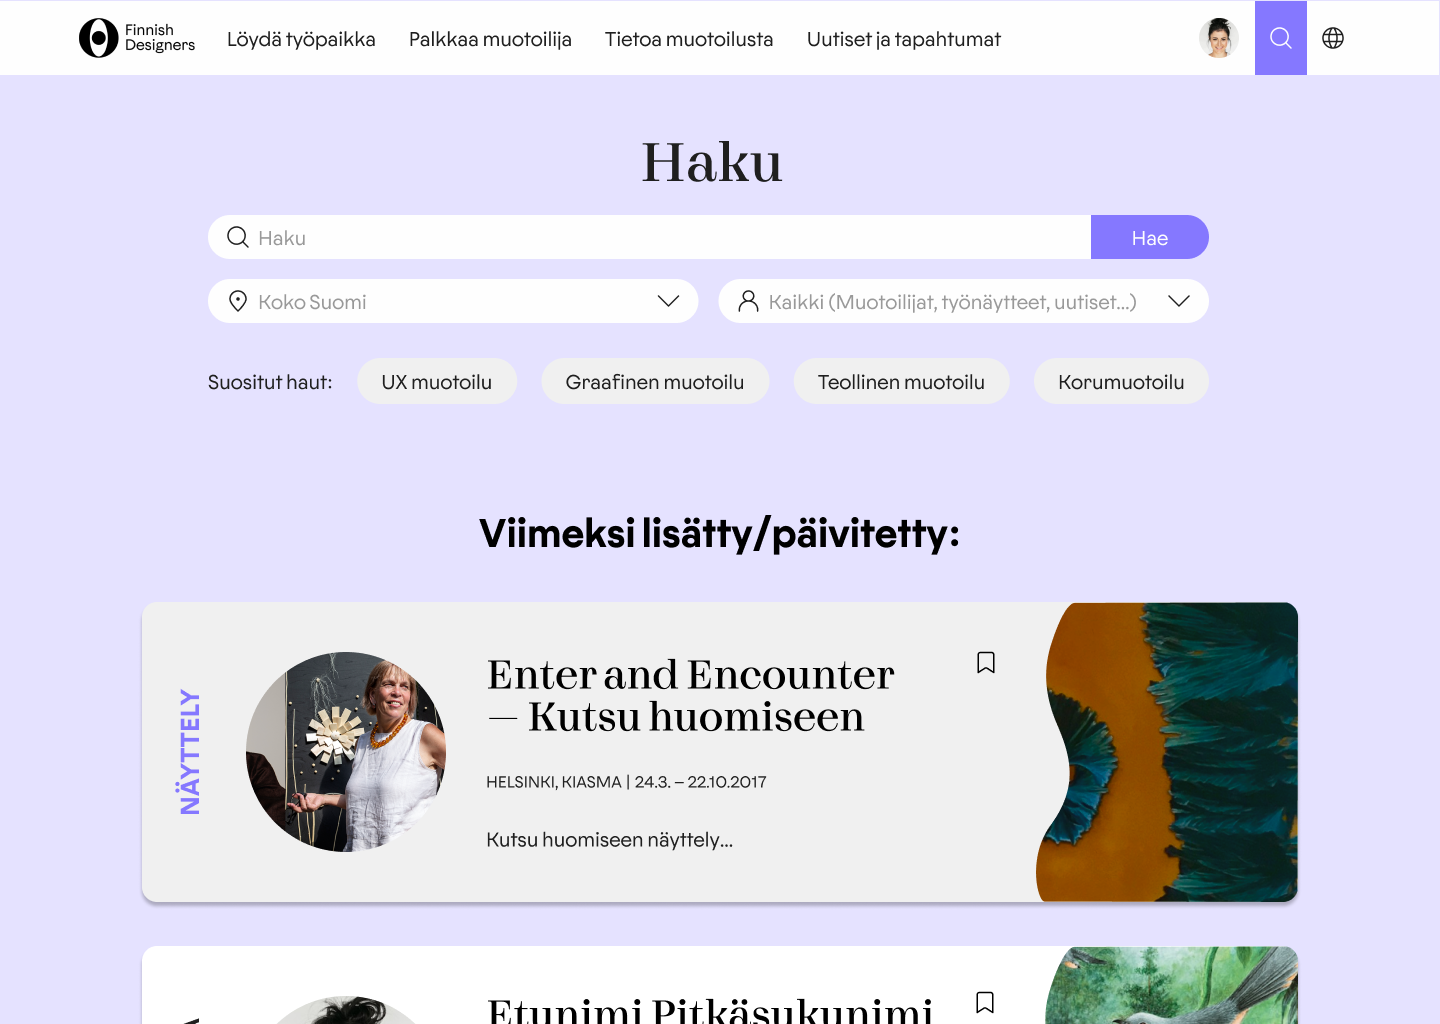 Finnish
Designers
Löydä työpaikka
Palkkaa muotoilija
Tietoa muotoilusta
Uutiset ja tapahtumat
Haku
Haku
Hae
Koko Suomi
Kaikki (Muotoilijat, työnäytteet, uutiset...)
Suositut haut:
UX muotoilu
Graafinen muotoilu
Teollinen muotoilu
Korumuotoilu
Viimeksi lisätty/päivitetty:
NÄYTTELY
Enter and Encounter
— Kutsu huomiseen
HELSINKI, KIASMA | 24.3. – 22.10.2017
Kutsu huomiseen näyttely...
Etunimi Pitkäsukunimi